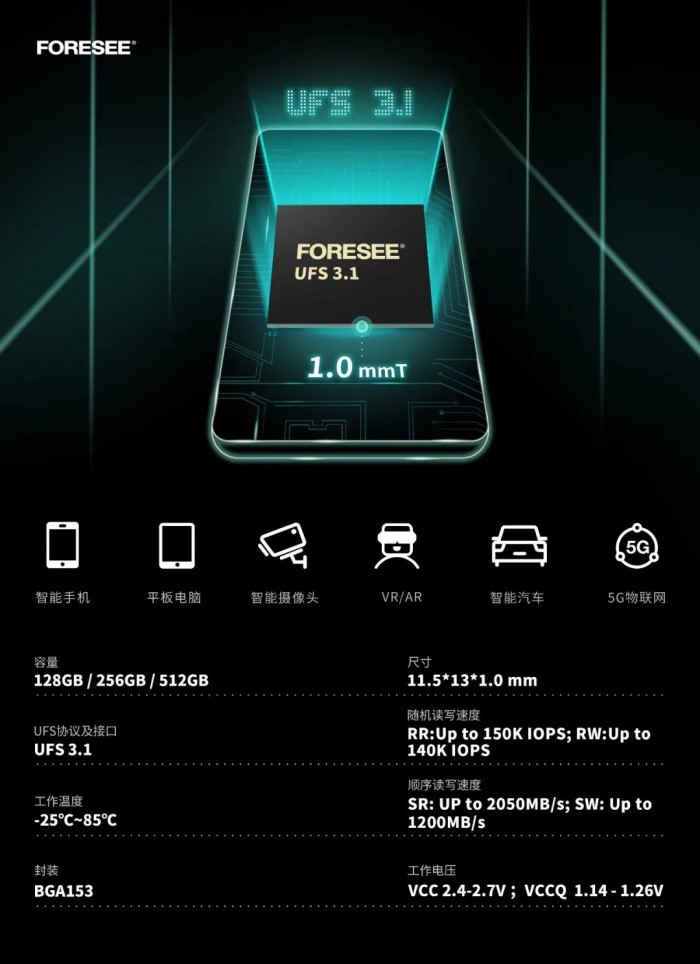 FORESEE®
UFS 3.1
FORESEE®
UFS 3.1
1.0 mmT
5G
智能手机
平板电脑
智能摄像头
VR/AR
智能汽车
5G物联网
容量
128GB / 256GB / 512GB
尺寸
11.5*13*1.0 mm
UFS协议及接口
UFS 3.1
随机读写速度
RR:Up to 150K IOPS; RW:Up to
140K IOPS
工作温度
-25℃~85℃
顺序读写速度
SR: UP to 2050MB/s; SW: Up to
1200MB/s
封装
BGA153
工作电压
VCC 2.4-2.7V ; VCCQ 1.14 - 1.26V